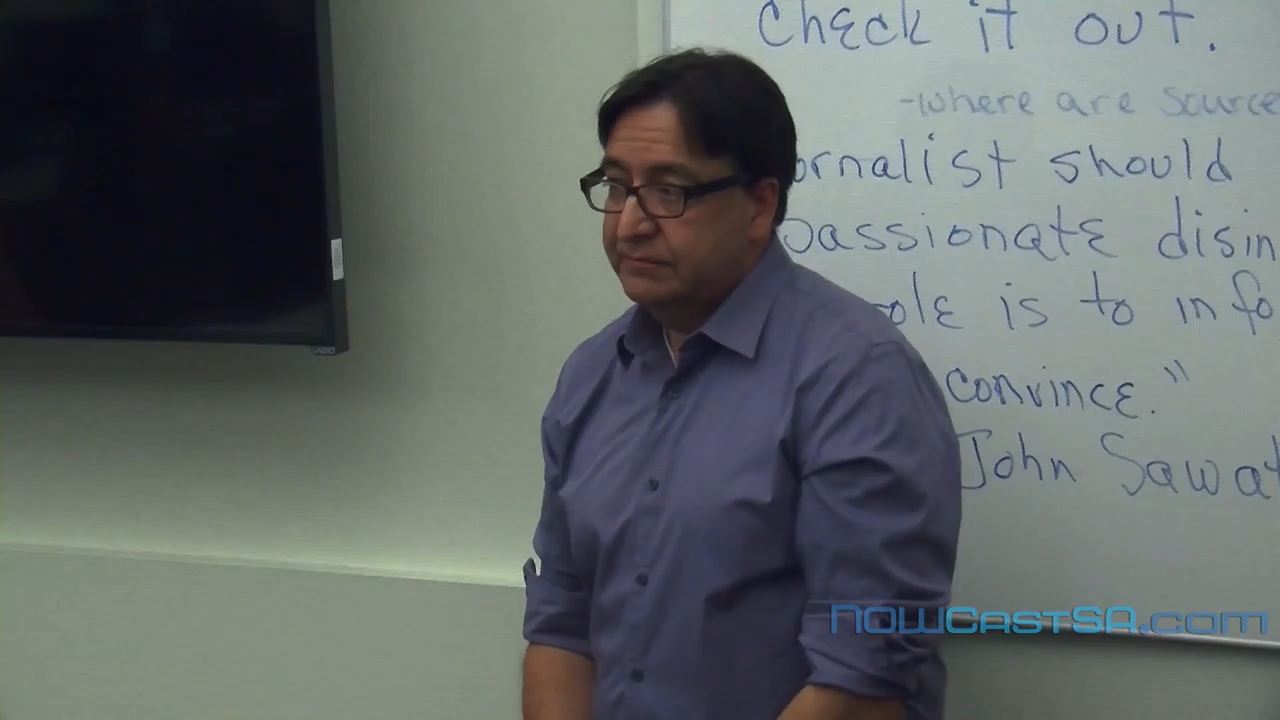 Check it out.
-where are source
ornalist should
passionate disin
ole is to info
convince."
John Sawat
NOWCASTSA.com